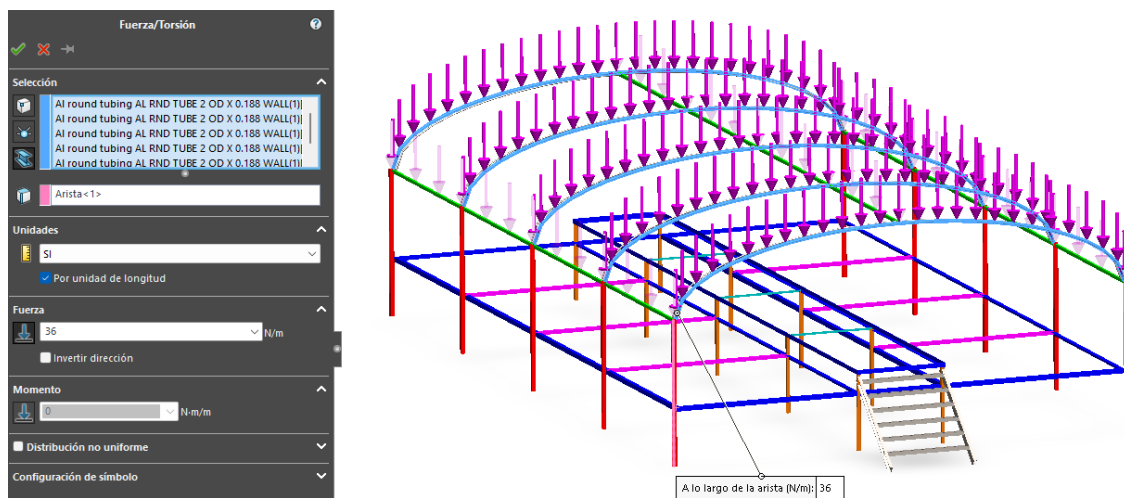 Fuerza/Torsión
?
Selección
Al round tubing AL RND TUBE 2 OD X 0.188 WALL(1)|
Al round tubing AL RND TUBE 2 OD X 0.188 WALL(1)|
Al round tubing AL RND TUBE 2 OD X 0.188 WALL(1)|
Al round tubing AL RND TUBE 2 OD X 0.188 WALL(1)|
Al round tubing AL RND TUBE 2 OD X 0.188 WALL(1)|
Arista<1>
Unidades
SI
Por unidad de longitud
Fuerza
36 N/m
Invertir dirección
Momento
0 N·m/m
Distribución no uniforme
Configuración de símbolo
A lo largo de la arista (N/m): 36